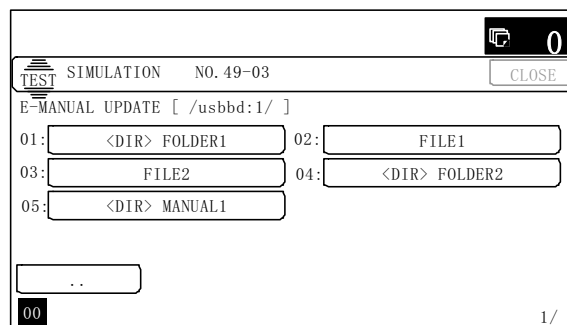 0
TEST SIMULATION NO.49-03 CLOSE
E-MANUAL UPDATE [ /usbbd:1/ ]
01: <DIR> FOLDER1 02: FILE1
03: FILE2 04: <DIR> FOLDER2
05: <DIR> MANUAL1
..
00 1/